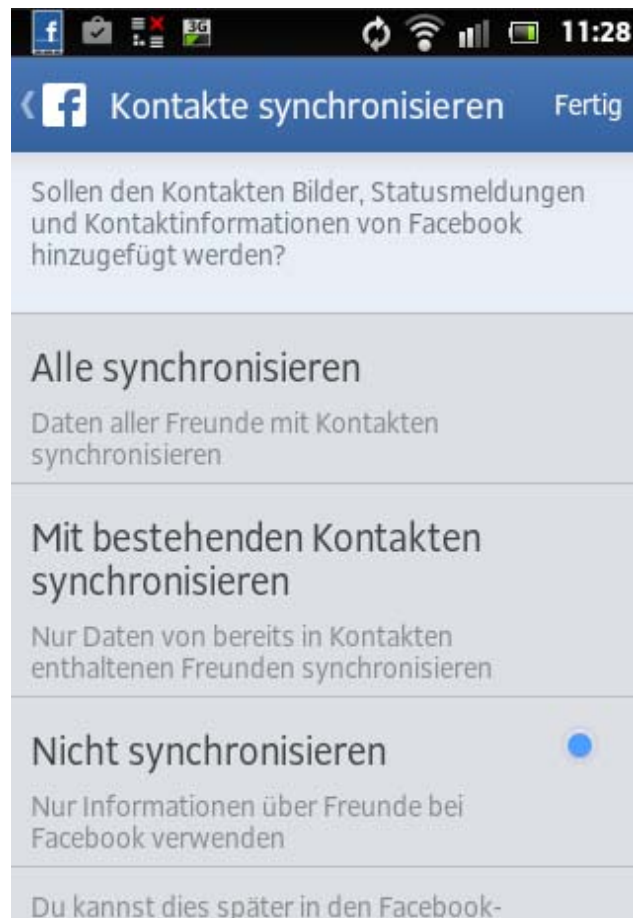 3G 11:28
Kontakte synchronisieren Fertig
Sollen den Kontakten Bilder, Statusmeldungen
und Kontaktinformationen von Facebook
hinzugefügt werden?
Alle synchronisieren
Daten aller Freunde mit Kontakten
synchronisieren
Mit bestehenden Kontakten
synchronisieren
Nur Daten von bereits in Kontakten
enthaltenen Freunden synchronisieren
Nicht synchronisieren
Nur Informationen über Freunde bei
Facebook verwenden
Du kannst dies später in den Facebook-